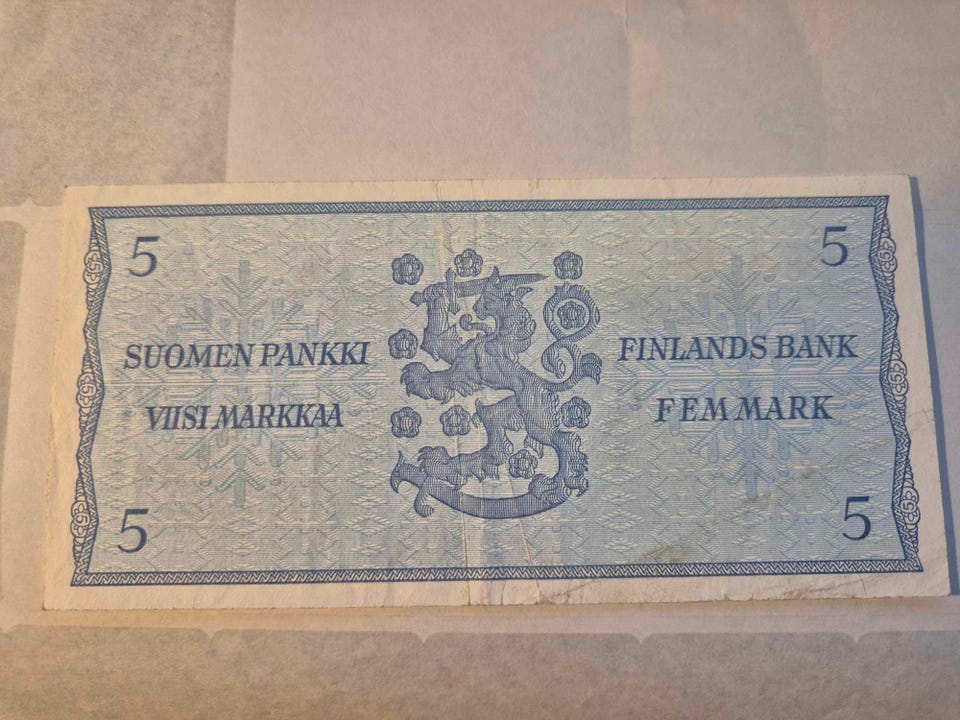 5 5
SUOMEN PANKKI
VIISI MARKKAA
FINLANDS BANK
FEM MARK
5 5